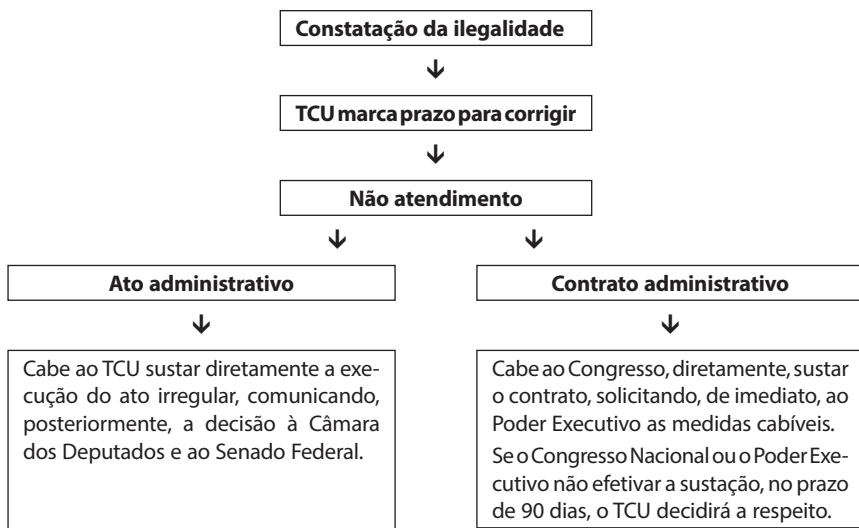 Constatação da ilegalidade
TCU marca prazo para corrigir
Não atendimento
Ato administrativo
Contrato administrativo
Cabe ao TCU sustar diretamente a exe-
cução do ato irregular, comunicando,
posteriormente, a decisão à Câmara
dos Deputados e ao Senado Federal.
Cabe ao Congresso, diretamente, sustar
o contrato, solicitando, de imediato, ao
Poder Executivo as medidas cabíveis.
Se o Congresso Nacional ou o Poder Exe-
cutivo não efetivar a sustação, no prazo
de 90 dias, o TCU decidirá a respeito.